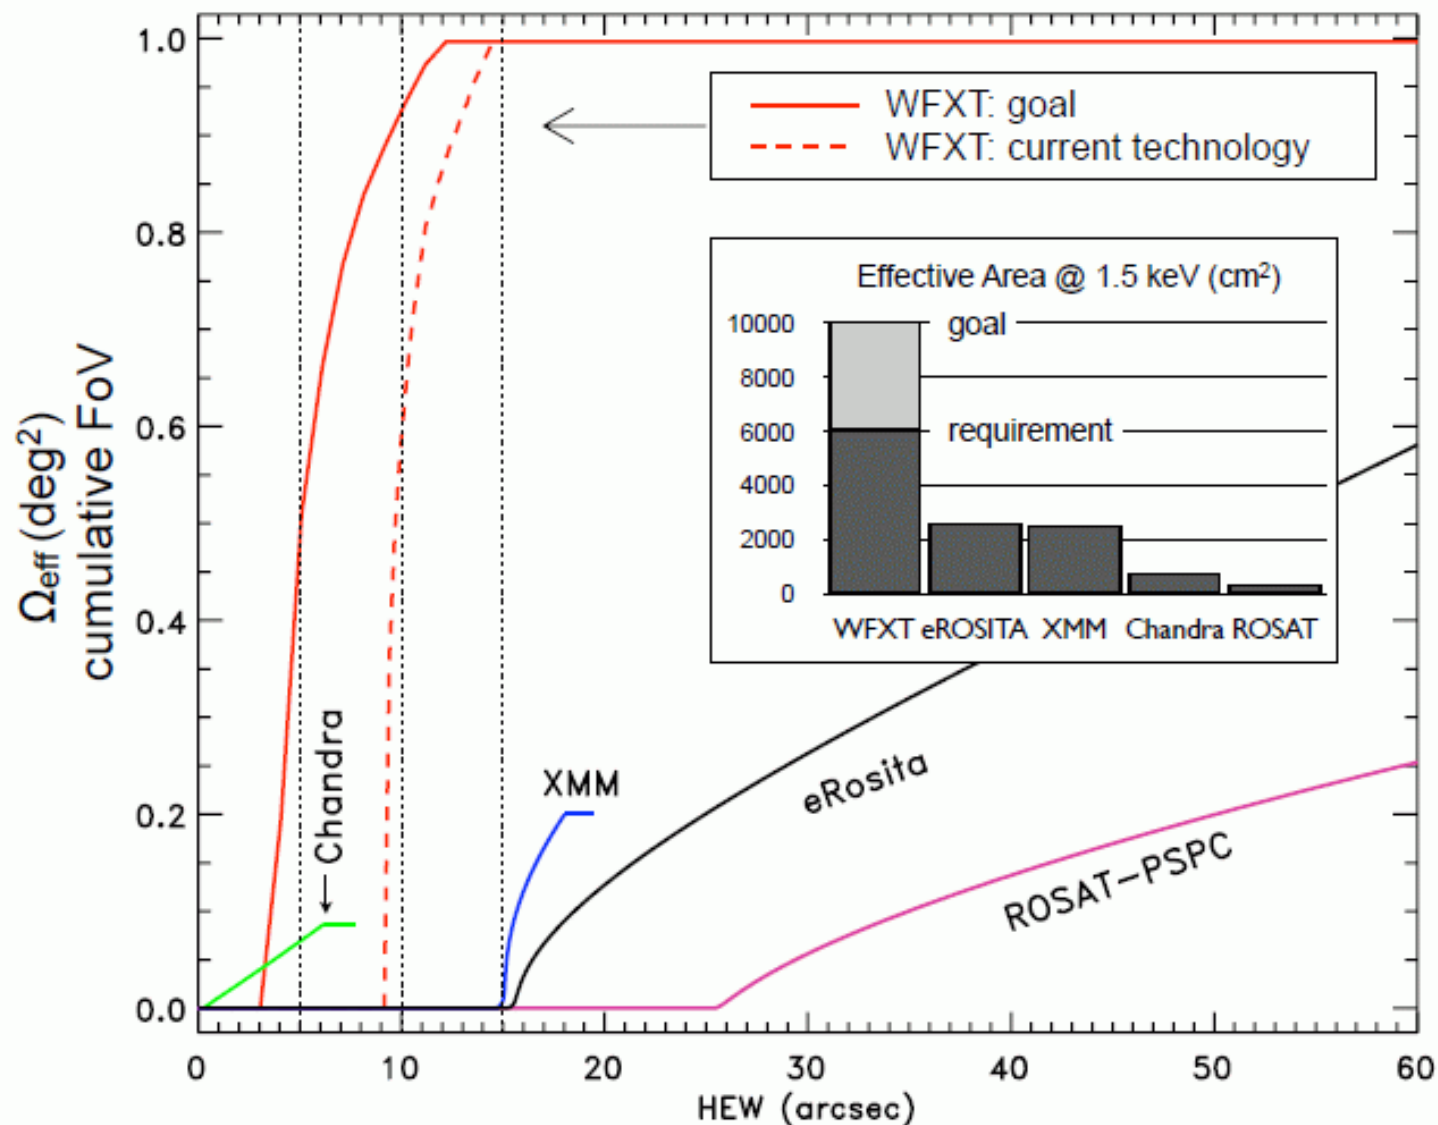 1.0
0.8
0.6
0.4
0.2
0.0
Ωeff (deg²)
cumulative FoV
WFXT: goal
WFXT: current technology
Effective Area @ 1.5 keV (cm²)
10000
8000
6000
4000
2000
0
goal
requirement
WFXT eROSITA XMM Chandra ROSAT
Chandra
XMM
eRosita
ROSAT-PSPC
0 10 20 30 40 50 60
HEW (arcsec)